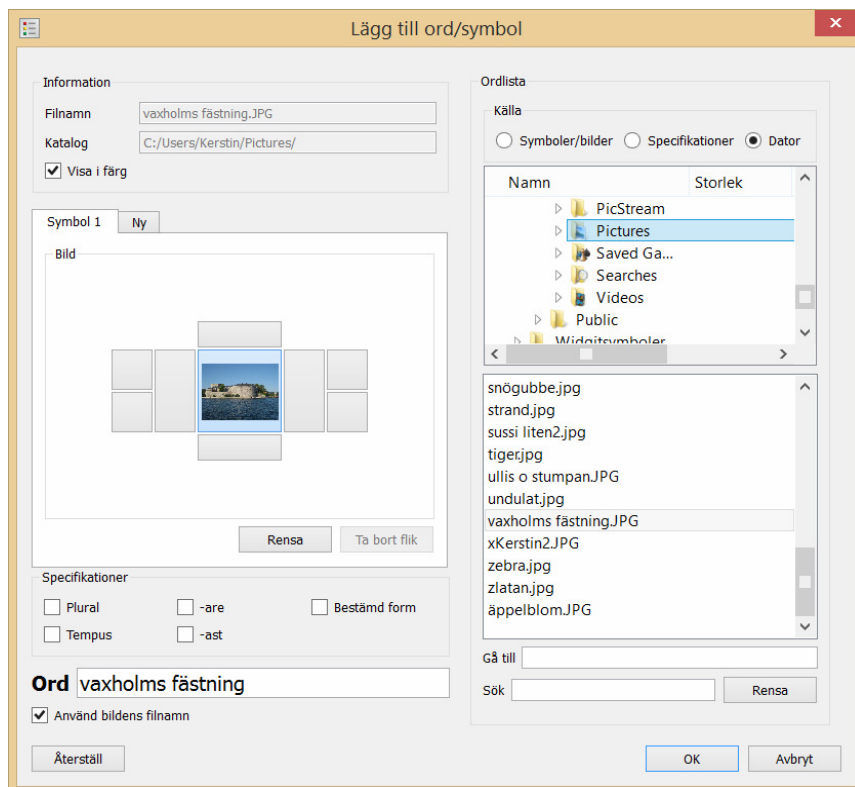 Lägg till ord/symbol
Information
Filnamn vaxholms fästning.JPG
Katalog C:/Users/Kerstin/Pictures/
Visa i färg
Symbol 1 Ny
Bild
Rensa Ta bort flik
Specifikationer
Plural -are Bestämd form
Tempus -ast
Ord vaxholms fästning
Använd bildens filnamn
Återställ
Ordlista
Källa
Symboler/bilder Specifikationer Dator
Namn Storlek
PicStream
Pictures
Saved Ga...
Searches
Videos
Public
Widgitsymboler
snögubbe.jpg
strand.jpg
sussi liten2.jpg
tiger.jpg
ullis o stumpan.JPG
undulat.jpg
vaxholms fästning.JPG
xKerstin2.JPG
zebra.jpg
zlatan.jpg
äppelblom.JPG
Gå till
Sök Rensa
OK Avbryt